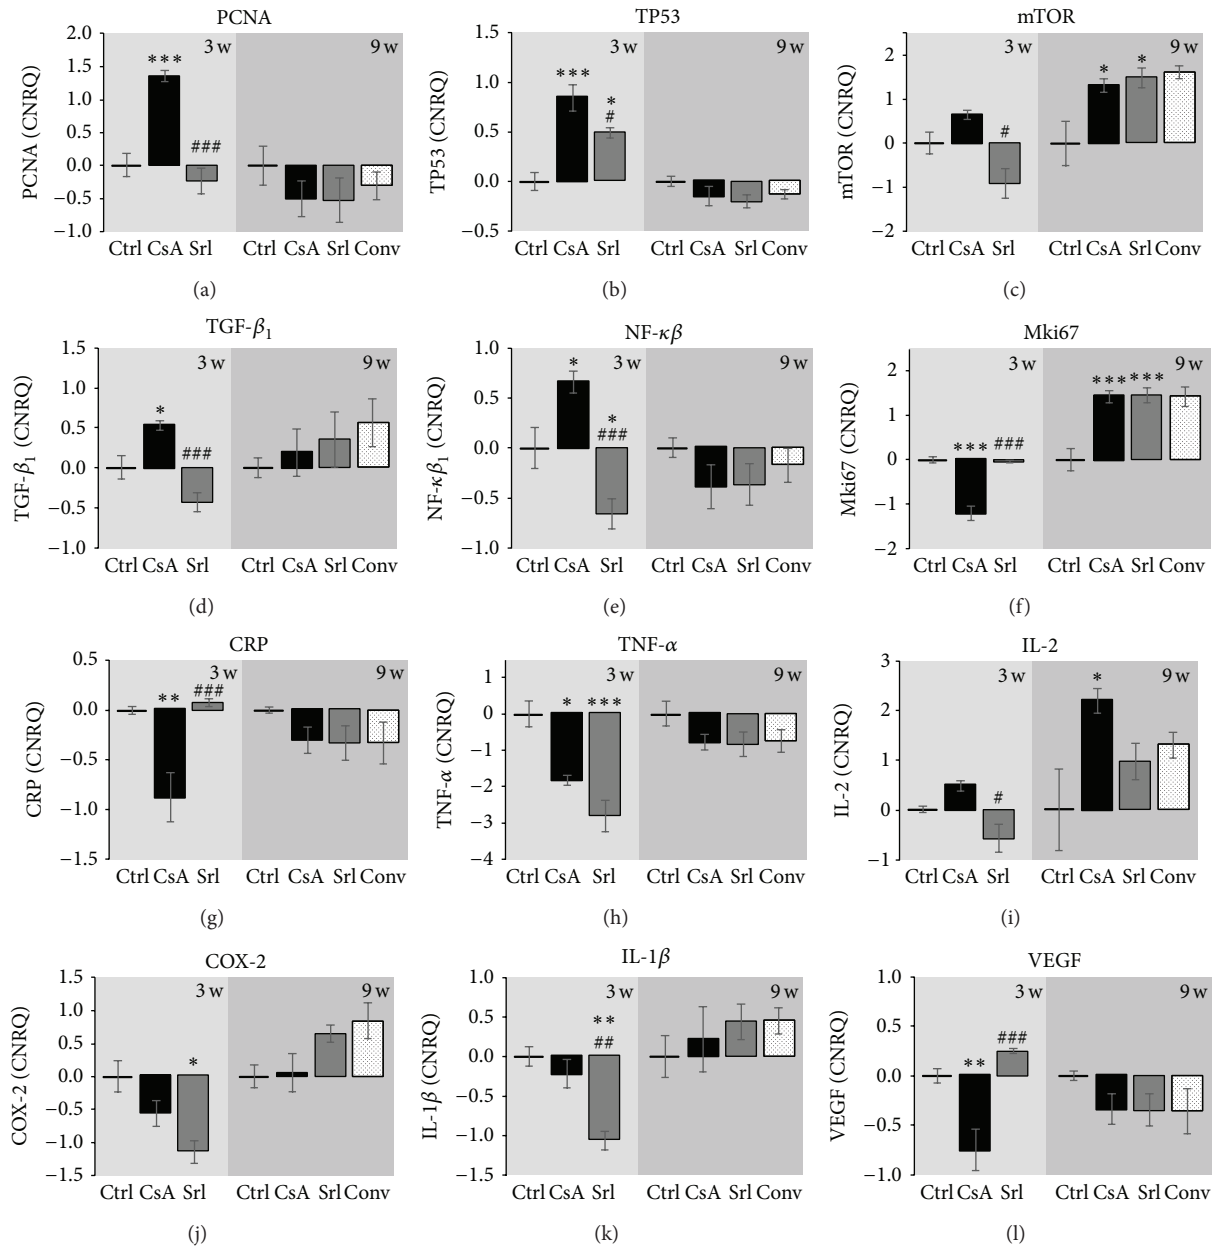 PCNA
3 w
9 w
PCNA (CNRQ)
2.0
1.5
1.0
0.5
0.0
−0.5
−1.0
***
###
Ctrl CsA Srl Ctrl CsA Srl Conv
(a)
TP53
3 w
9 w
TP53 (CNRQ)
1.5
1.0
0.5
0.0
−0.5
***
*
#
Ctrl CsA Srl Ctrl CsA Srl Conv
(b)
mTOR
3 w
9 w
mTOR (CNRQ)
2
1
0
−1
−2
#
*
*
Ctrl CsA Srl Ctrl CsA Srl Conv
(c)
TGF-β1
3 w
9 w
TGF-β1 (CNRQ)
1.5
1.0
0.5
0.0
−0.5
−1.0
*
###
Ctrl CsA Srl Ctrl CsA Srl Conv
(d)
NF-κβ
3 w
9 w
NF-κβ1 (CNRQ)
1.0
0.5
0.0
−0.5
−1.0
*
*
###
Ctrl CsA Srl Ctrl CsA Srl Conv
(e)
Mki67
3 w
9 w
Mki67 (CNRQ)
2
1
0
−1
−2
***
###
***
***
Ctrl CsA Srl Ctrl CsA Srl Conv
(f)
CRP
3 w
9 w
CRP (CNRQ)
0.5
0.0
−0.5
−1.0
−1.5
**
###
Ctrl CsA Srl Ctrl CsA Srl Conv
(g)
TNF-α
3 w
9 w
TNF-α (CNRQ)
1
0
−1
−2
−3
−4
*
***
Ctrl CsA Srl Ctrl CsA Srl Conv
(h)
IL-2
3 w
9 w
IL-2 (CNRQ)
3
2
1
0
−1
#
*
Ctrl CsA Srl Ctrl CsA Srl Conv
(i)
COX-2
3 w
9 w
COX-2 (CNRQ)
1.5
1.0
0.5
0.0
−0.5
−1.0
−1.5
*
Ctrl CsA Srl Ctrl CsA Srl Conv
(j)
IL-1β
3 w
9 w
IL-1β (CNRQ)
1.0
0.5
0.0
−0.5
−1.0
−1.5
**
##
Ctrl CsA Srl Ctrl CsA Srl Conv
(k)
VEGF
3 w
9 w
VEGF (CNRQ)
1.0
0.5
0.0
−0.5
−1.0
**
###
Ctrl CsA Srl Ctrl CsA Srl Conv
(l)